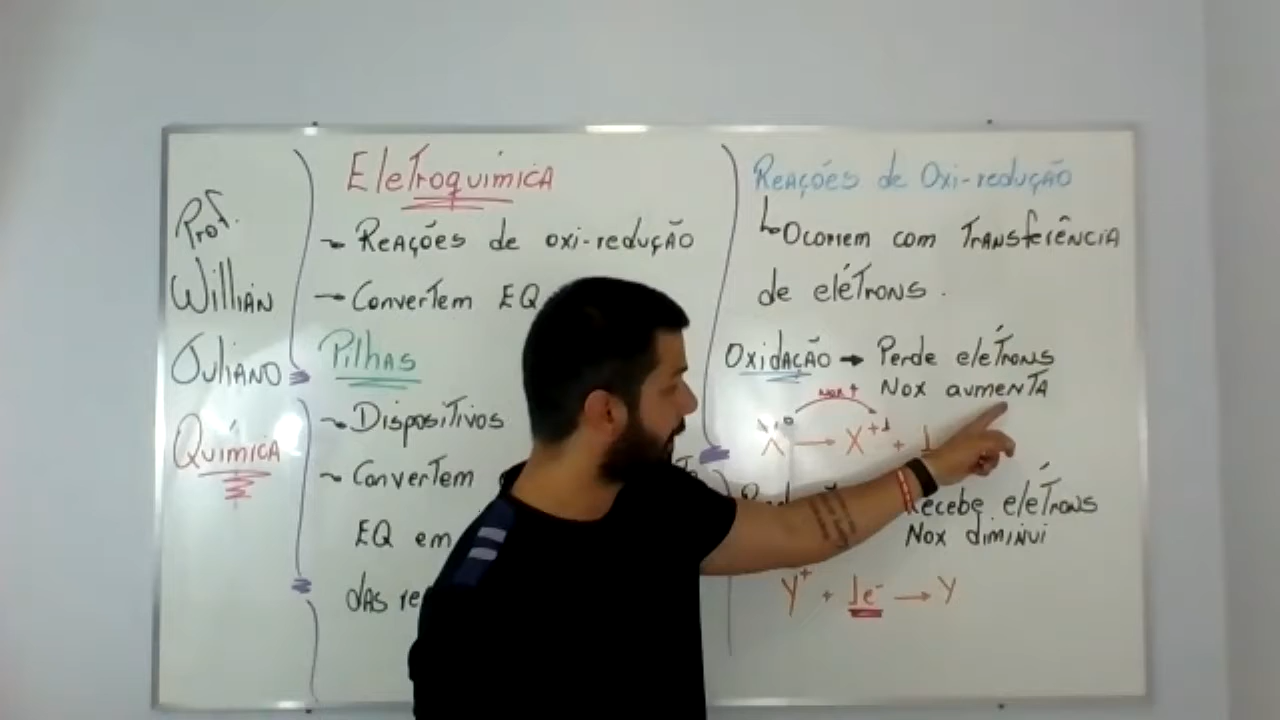 Prof.
Willian
Juliano
Química
Eletroquímica
→ Reações de oxi-redução
→ Convertem EQ
Pilhas
→ Dispositivos
→ Convertem
EQ em
das re
Reações de Oxi-redução
↳ Ocorrem com Transferência
de elétrons.
Oxidação → Perde elétrons
Nox aumenta
Nox +
X⁰ → X⁺¹ + 1
Recebe elétrons
Nox diminui
Y⁺ + 1e⁻ → Y